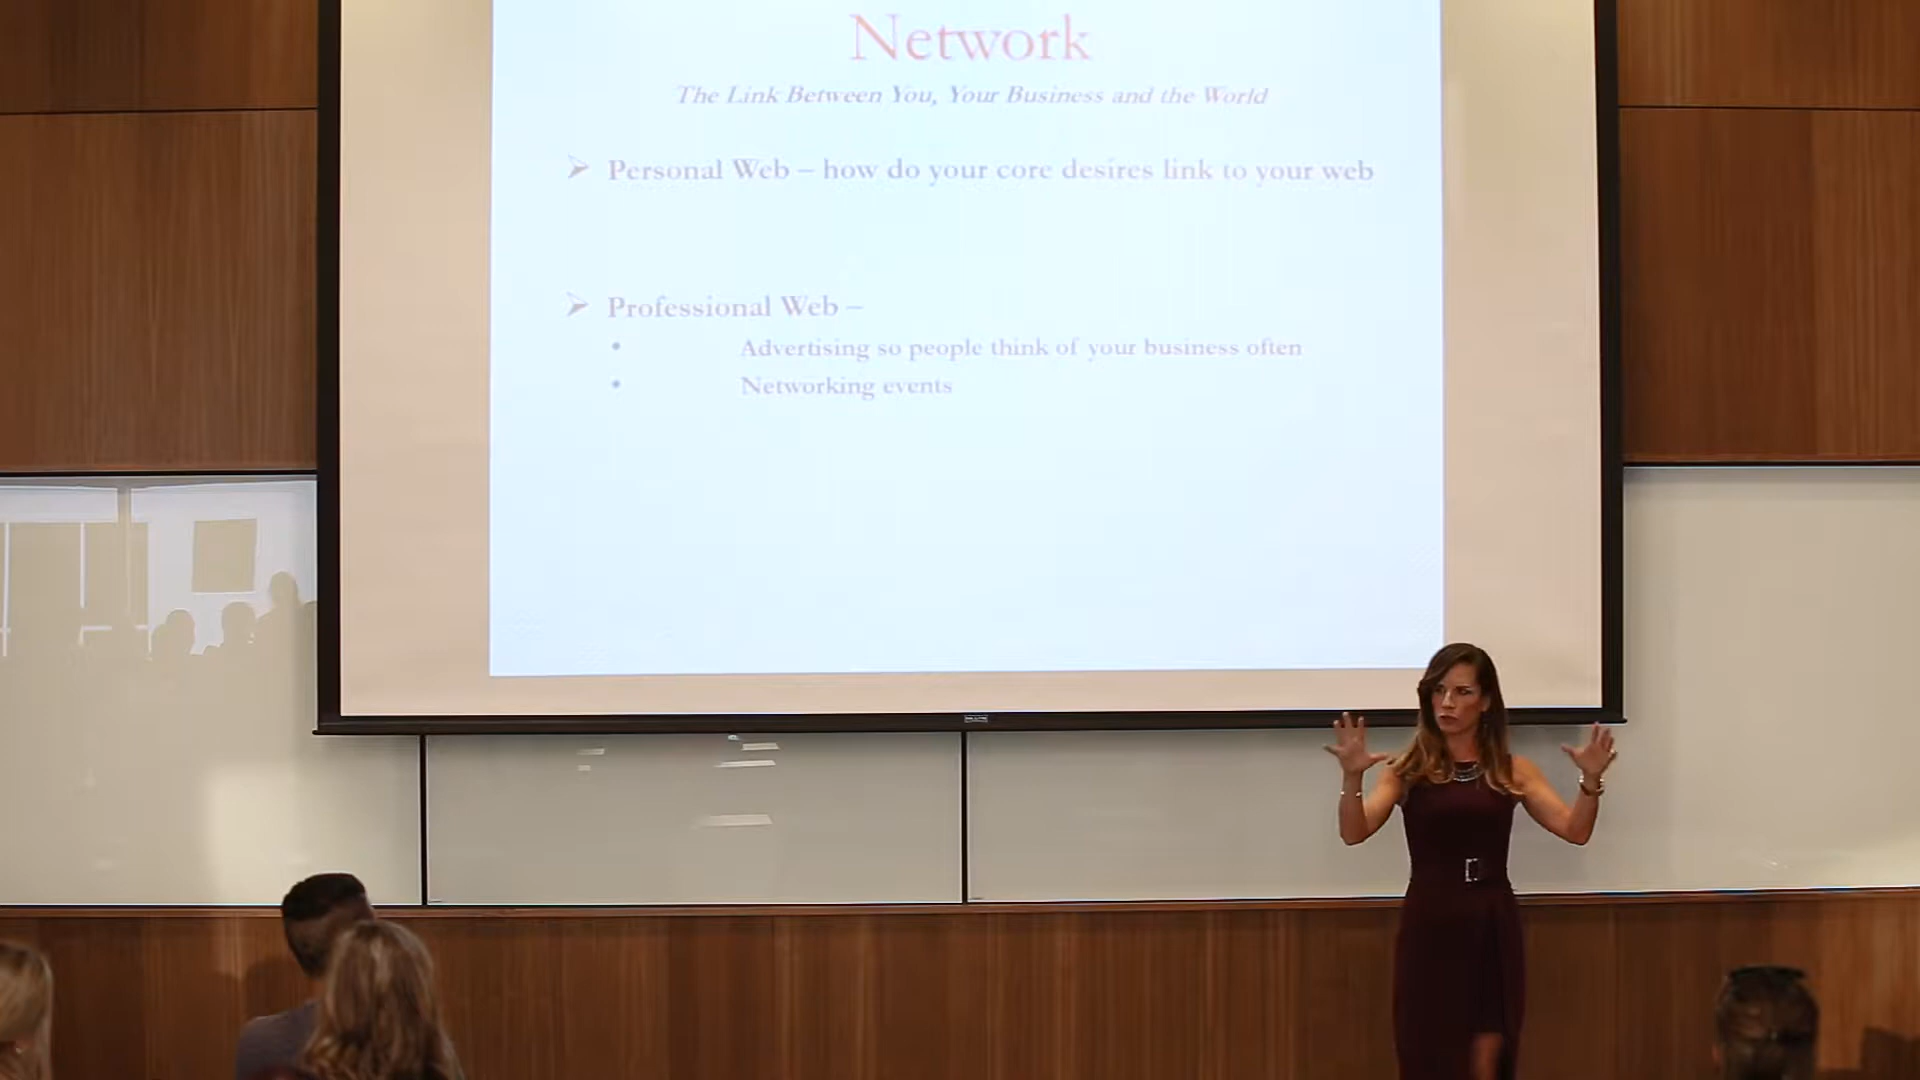 Network
The Link Between You, Your Business and the World
➢ Personal Web – how do your core desires link to your web
➢ Professional Web –
• Advertising so people think of your business often
• Networking events